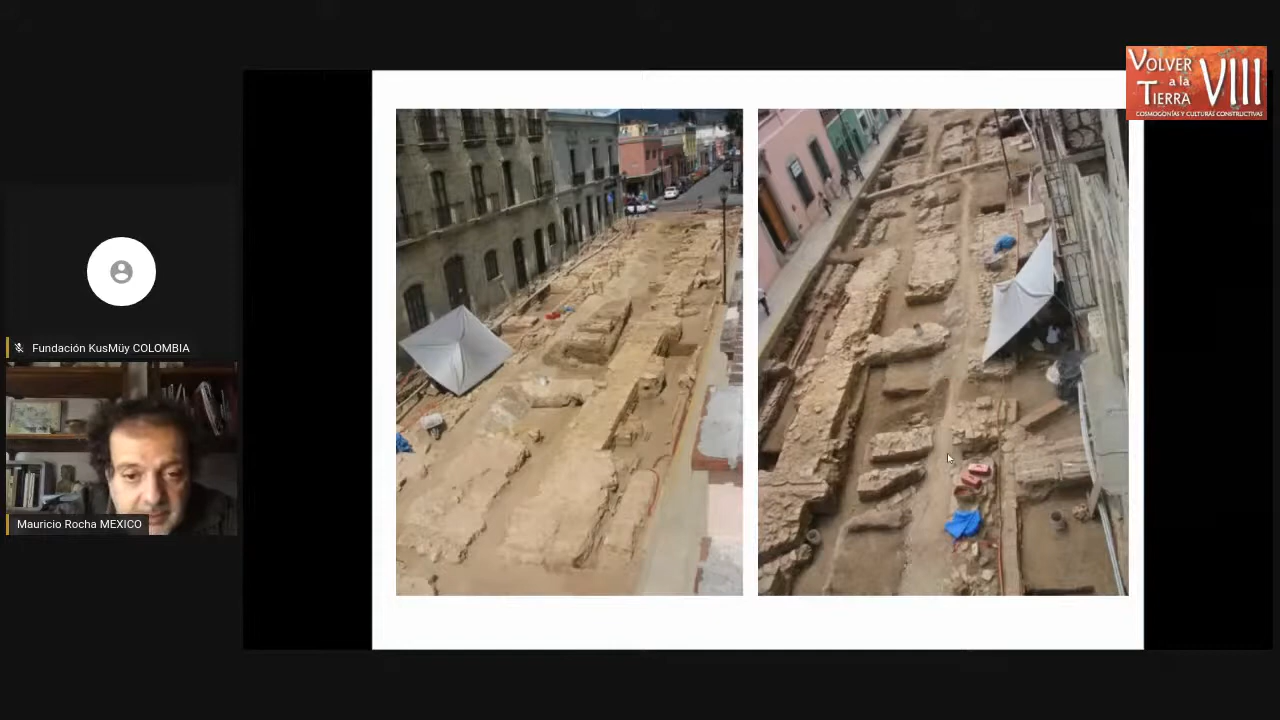 VOLVER
a la
TIERRA
VIII
COSMOGONÍAS Y CULTURAS CONSTRUCTIVAS
Fundación KusMüy COLOMBIA
Mauricio Rocha MEXICO